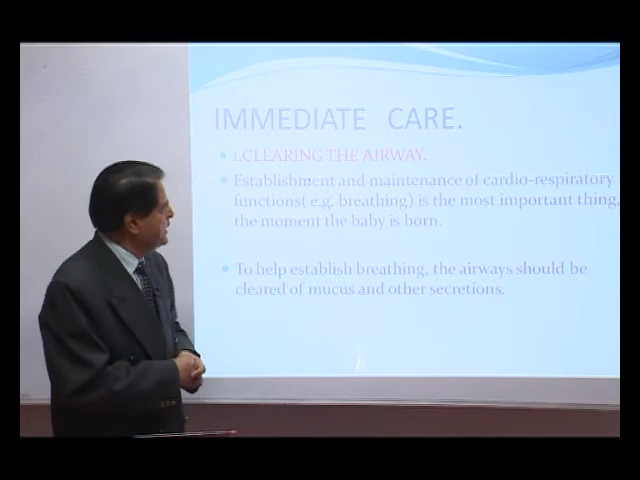 IMMEDIATE CARE.
1.CLEARING THE AIRWAY.
Establishment and maintenance of cardio-respiratory
functions( e.g. breathing) is the most important thing,
the moment the baby is born.
To help establish breathing, the airways should be
cleared of mucus and other secretions.